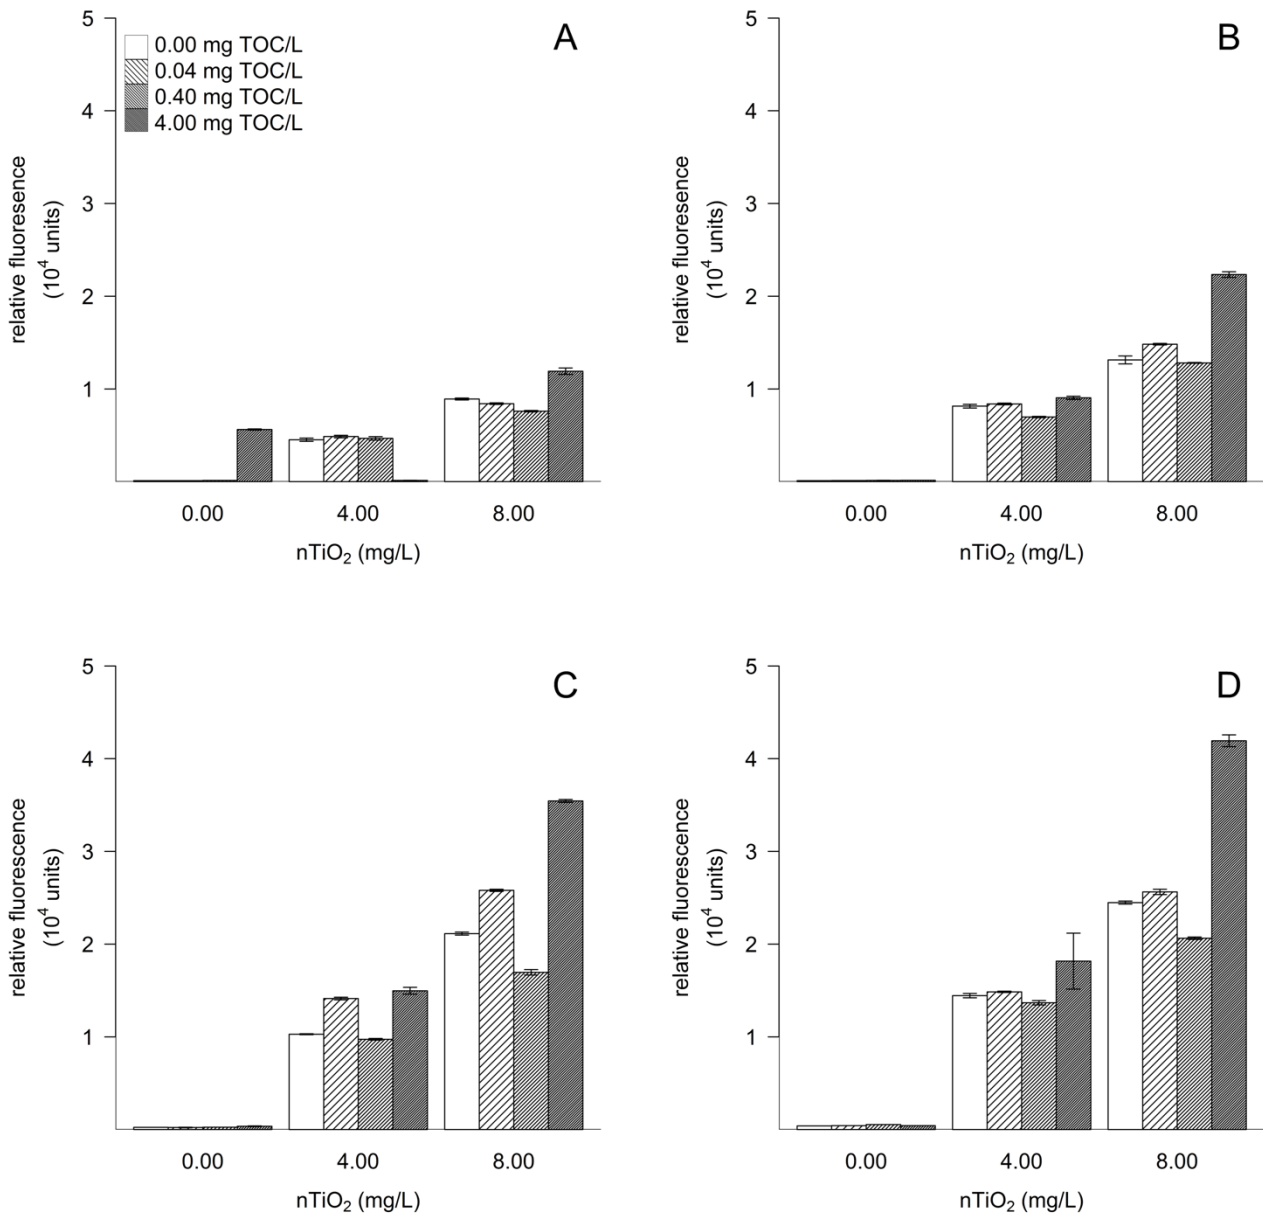 A
5
4
3
2
1
relative fluoresence
(10⁴ units)
0.00 mg TOC/L
0.04 mg TOC/L
0.40 mg TOC/L
4.00 mg TOC/L
0.00 4.00 8.00
nTiO₂ (mg/L)
B
5
4
3
2
1
relative fluoresence
(10⁴ units)
0.00 4.00 8.00
nTiO₂ (mg/L)
C
5
4
3
2
1
relative fluorescence
(10⁴ units)
0.00 4.00 8.00
nTiO₂ (mg/L)
D
5
4
3
2
1
relative fluorescence
(10⁴ units)
0.00 4.00 8.00
nTiO₂ (mg/L)